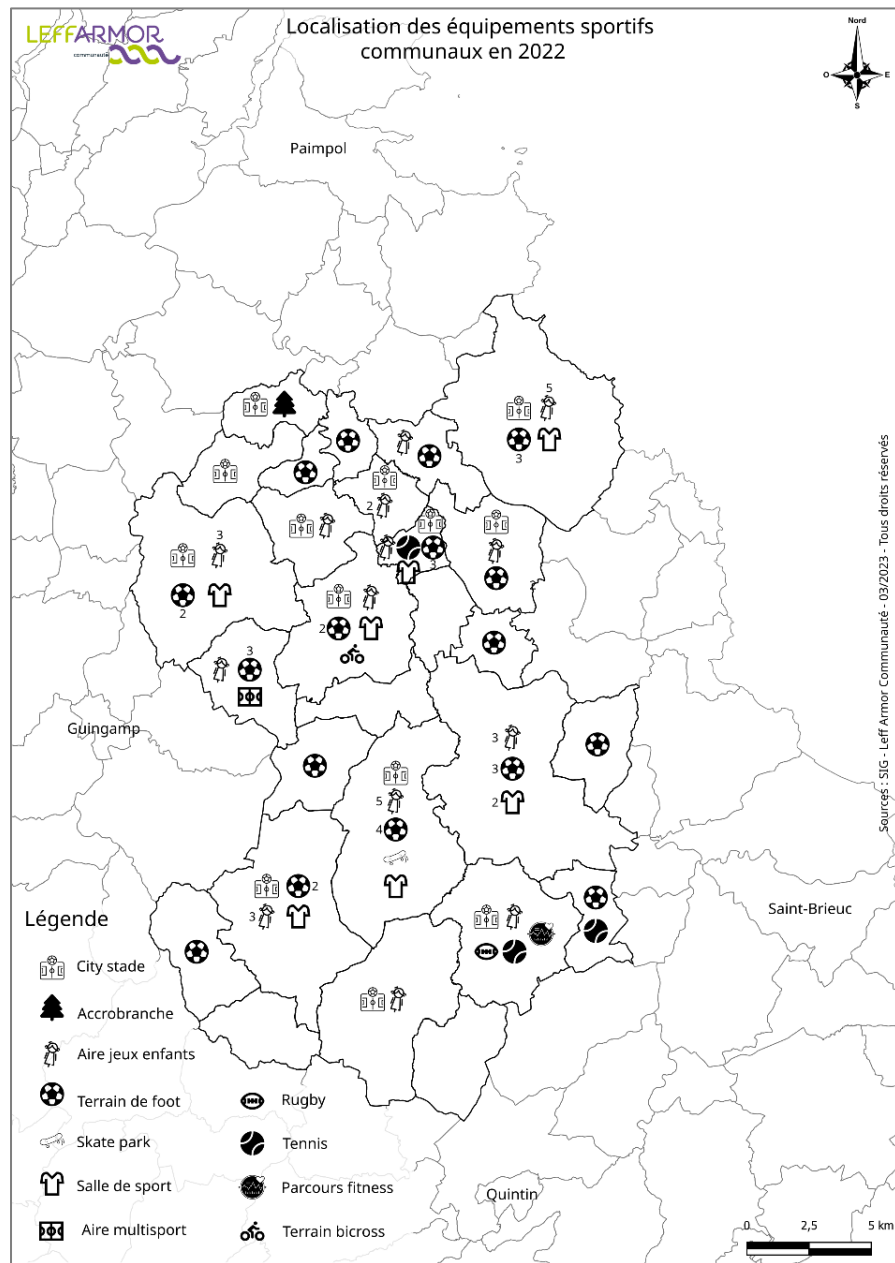 LEFFARMOR
communauté
Localisation des équipements sportifs
communaux en 2022
Nord
O
E
S
Paimpol
5
3
2
3
3
2
2
3
Guingamp
3
3
2
5
4
2
3
Saint-Brieuc
Sources : SIG - Leff Armor Communauté - 03/2023 - Tous droits réservés
Légende
City stade
Accrobranche
Aire jeux enfants
Terrain de foot
Skate park
Salle de sport
Aire multisport
Rugby
Tennis
Parcours fitness
Terrain bicross
Quintin
0 2,5 5 km